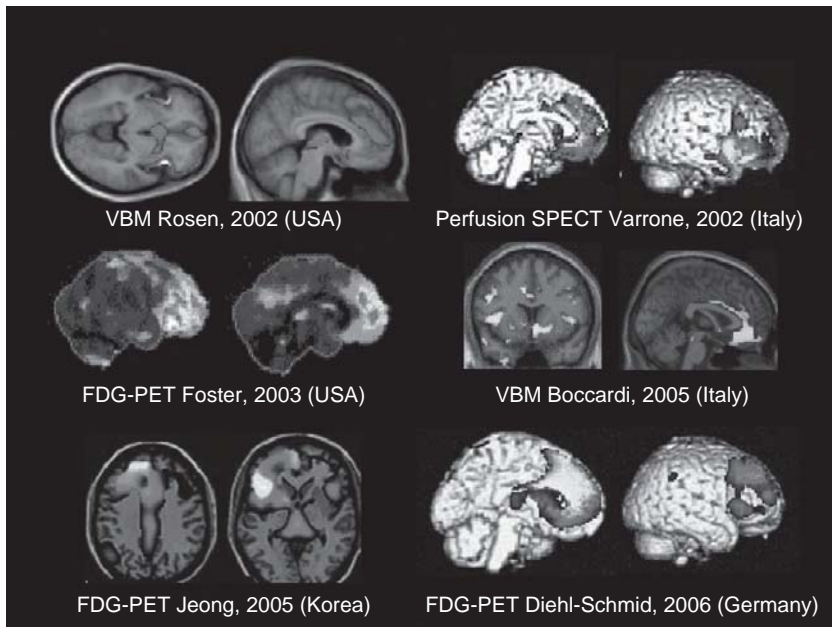 VBM Rosen, 2002 (USA)
Perfusion SPECT Varrone, 2002 (Italy)
FDG-PET Foster, 2003 (USA)
VBM Boccardi, 2005 (Italy)
FDG-PET Jeong, 2005 (Korea)
FDG-PET Diehl-Schmid, 2006 (Germany)